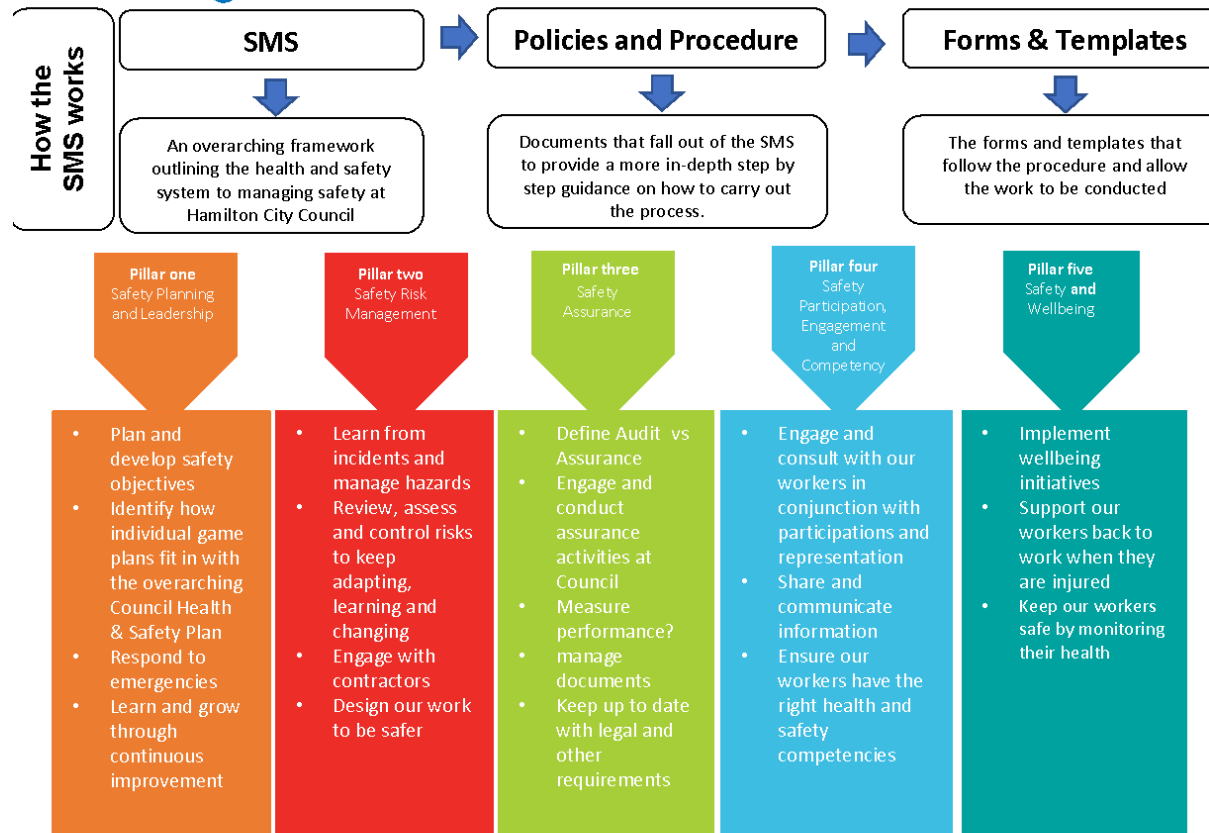 How the
SMS works
SMS
Policies and Procedure
Forms & Templates
An overarching framework
outlining the health and safety
system to managing safety at
Hamilton City Council
Documents that fall out of the SMS
to provide a more in-depth step by
step guidance on how to carry out
the process.
The forms and templates that
follow the procedure and allow
the work to be conducted
Pillar one
Safety Planning
and Leadership
Pillar two
Safety Risk
Management
Pillar three
Safety
Assurance
Pillar four
Safety
Participation,
Engagement
and
Competency
Pillar five
Safety and
Wellbeing
• Plan and
develop safety
objectives
• Identify how
individual game
plans fit in with
the overarching
Council Health
& Safety Plan
• Respond to
emergencies
• Learn and grow
through
continuous
improvement
• Learn from
incidents and
manage hazards
• Review, assess
and control risks
to keep
adapting,
learning and
changing
• Engage with
contractors
• Design our work
to be safer
• Define Audit vs
Assurance
• Engage and
conduct
assurance
activities at
Council
• Measure
performance?
• manage
documents
• Keep up to date
with legal and
other
requirements
• Engage and
consult with our
workers in
conjunction with
participations and
representation
• Share and
communicate
information
• Ensure our
workers have the
right health and
safety
competencies
• Implement
wellbeing
initiatives
• Support our
workers back to
work when they
are injured
• Keep our workers
safe by monitoring
their health